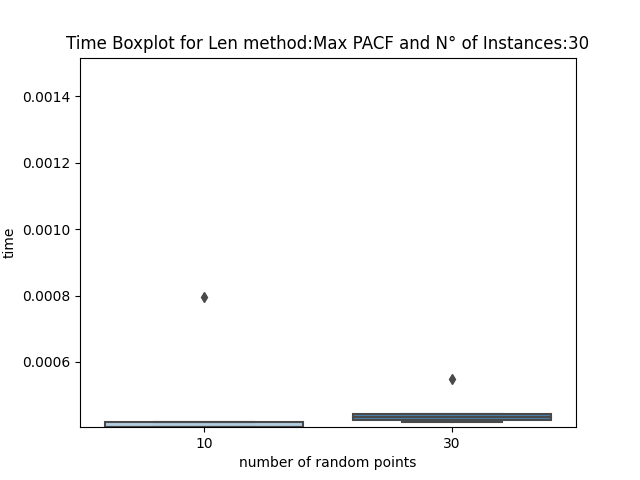 Time Boxplot for Len method:Max PACF and N° of Instances:30
0.0014
0.0012
0.0010
0.0008
0.0006
time
10 30
number of random points